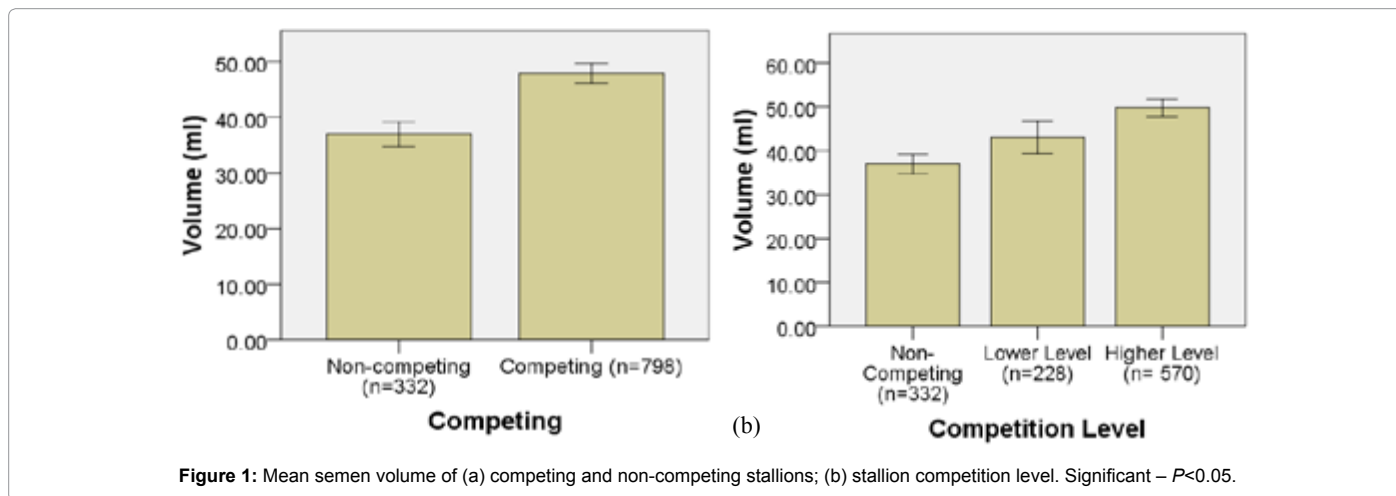 Volume (ml)
50.00
40.00
30.00
20.00
10.00
0.00
Non-competing
(n=332)
Competing (n=798)
Competing
(b)
Volume (ml)
60.00
50.00
40.00
30.00
20.00
10.00
0.00
Non-
Competing
(n=332)
Lower Level
(n=228)
Higher Level
(n= 570)
Competition Level
Figure 1: Mean semen volume of (a) competing and non-competing stallions; (b) stallion competition level. Significant – P<0.05.